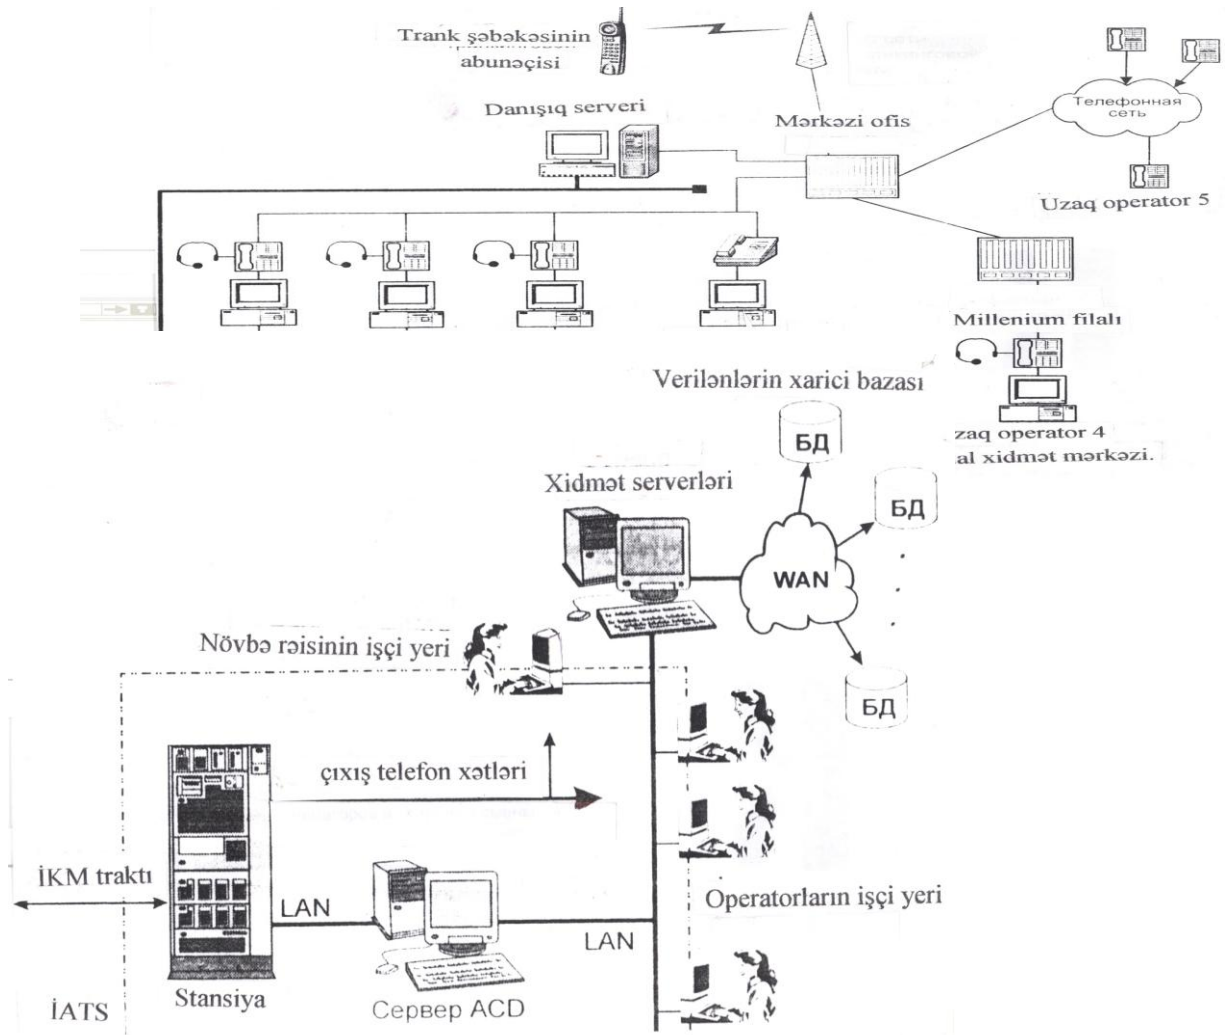 Trank şəbəkəsinin
abunəçisi
Danışıq serveri
Mərkəzi ofis
Телефонная
сеть
Uzaq operator 5
Millenium filalı
zaq operator 4
al xidmət mərkəzi.
Verilənlərin xarici bazası
БД
Xidmət serverləri
БД
WAN
Növbə rəisinin işçi yeri
БД
çıxış telefon xətləri
İKM traktı
LAN
Operatorların işçi yeri
LAN
Stansiya
Сервер ACD
İATS